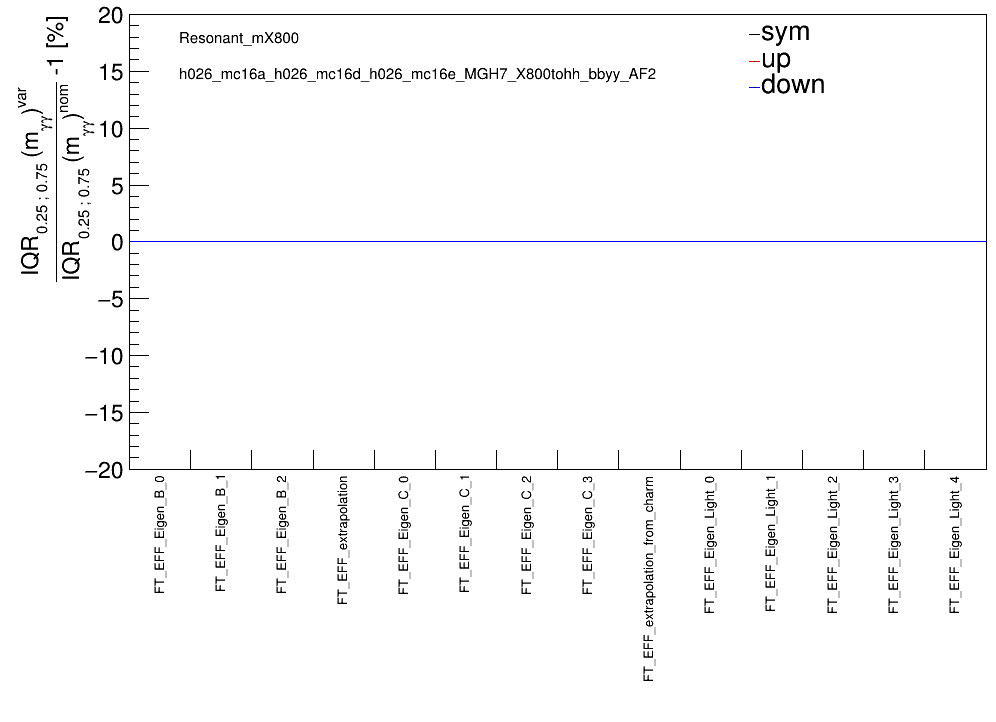 IQR0.25 ; 0.75 (mγγ)var
IQR0.25 ; 0.75 (mγγ)nom
-1 [%]
Resonant_mX800
h026_mc16a_h026_mc16d_h026_mc16e_MGH7_X800tohh_bbyy_AF2
sym
up
down
20
15
10
5
0
−5
−10
−15
−20
FT_EFF_Eigen_B_0
FT_EFF_Eigen_B_1
FT_EFF_Eigen_B_2
FT_EFF_extrapolation
FT_EFF_Eigen_C_0
FT_EFF_Eigen_C_1
FT_EFF_Eigen_C_2
FT_EFF_Eigen_C_3
FT_EFF_extrapolation_from_charm
FT_EFF_Eigen_Light_0
FT_EFF_Eigen_Light_1
FT_EFF_Eigen_Light_2
FT_EFF_Eigen_Light_3
FT_EFF_Eigen_Light_4